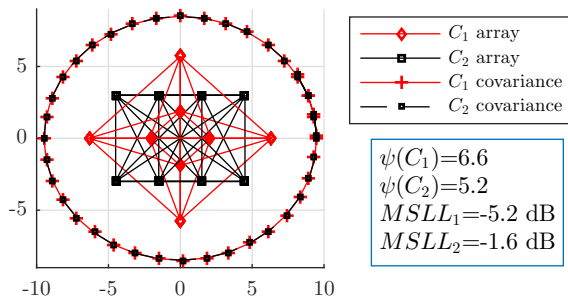 5
0
-5
-10
-5
0
5
10
C₁ array
C₂ array
C₁ covariance
C₂ covariance
ψ(C₁)=6.6
ψ(C₂)=5.2
MSLL₁=-5.2 dB
MSLL₂=-1.6 dB